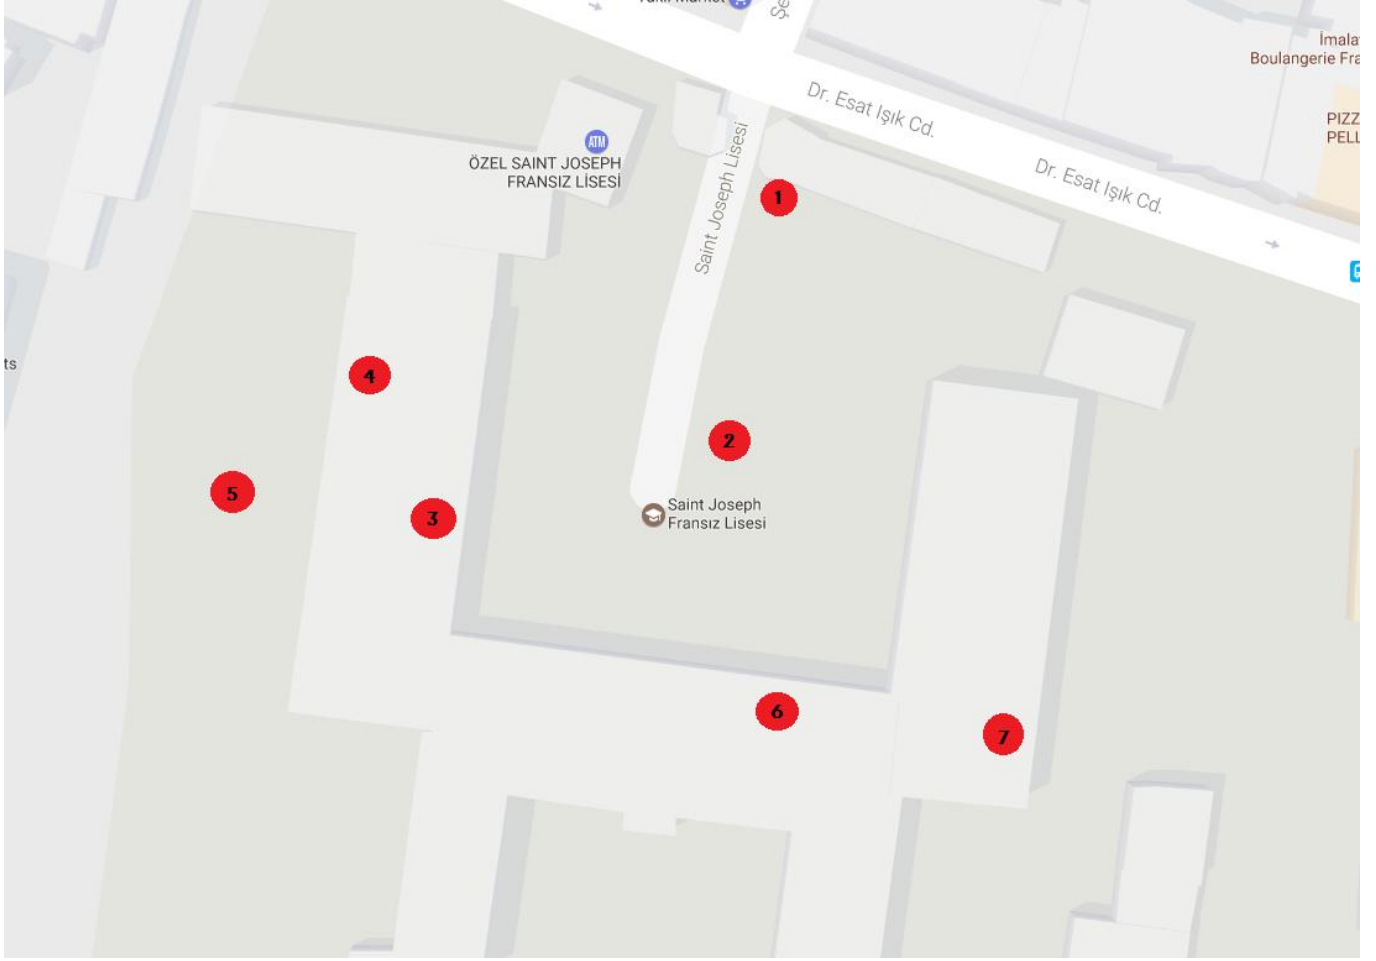 Dr. Esat Işık Cd.
Dr. Esat Işık Cd.
İmala
Boulangerie Fra
PIZZ
PELL
ATM
ÖZEL SAINT JOSEPH
FRANSIZ LİSESİ
Saint Joseph Lisesi
1
ts
4
2
5
3
Saint Joseph
Fransız Lisesi
6
7